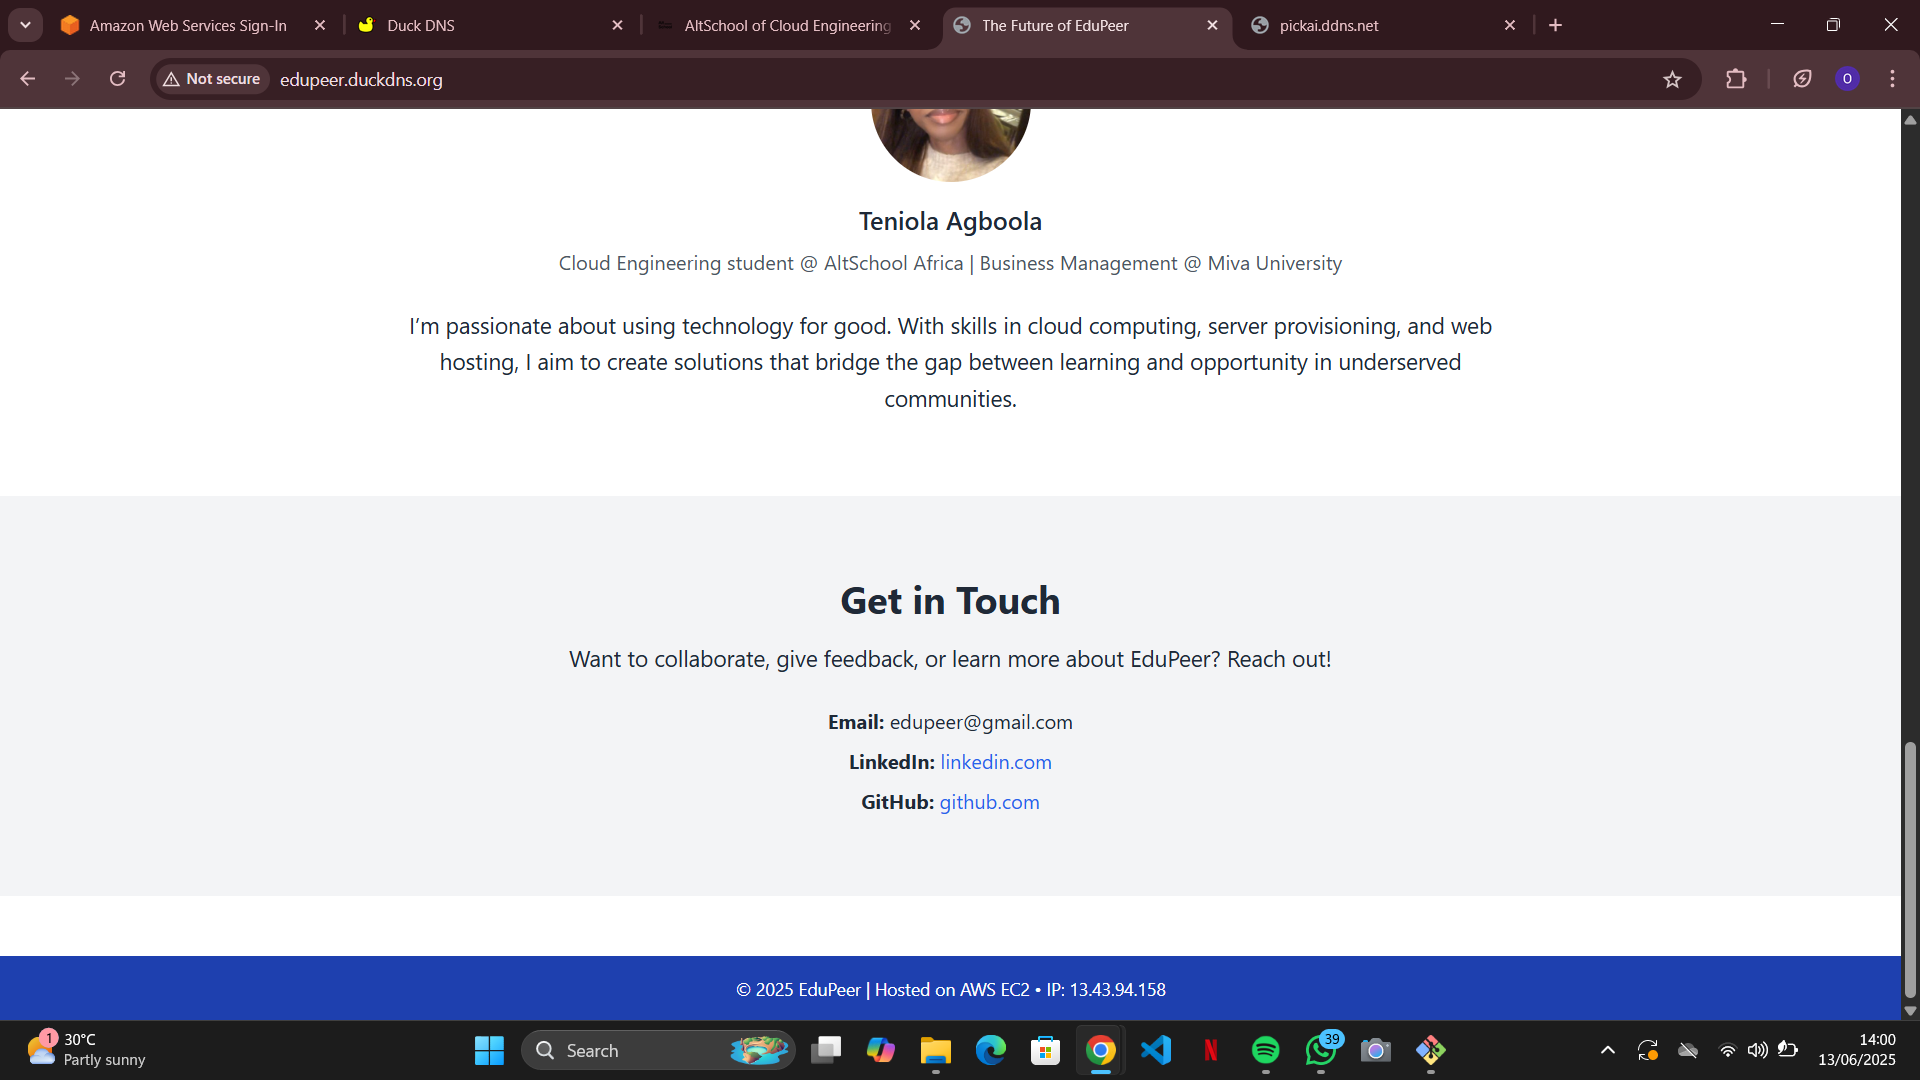 Amazon Web Services Sign-In
Duck DNS
AltSchool of Cloud Engineering
The Future of EduPeer
pickai.ddns.net
Not secure
edupeer.duckdns.org
O
Teniola Agboola
Cloud Engineering student @ AltSchool Africa | Business Management @ Miva University
I’m passionate about using technology for good. With skills in cloud computing, server provisioning, and web
hosting, I aim to create solutions that bridge the gap between learning and opportunity in underserved
communities.
Get in Touch
Want to collaborate, give feedback, or learn more about EduPeer? Reach out!
Email: edupeer@gmail.com
LinkedIn: linkedin.com
GitHub: github.com
© 2025 EduPeer | Hosted on AWS EC2 • IP: 13.43.94.158
1
30°C
Partly sunny
Search
N
39
14:00
13/06/2025